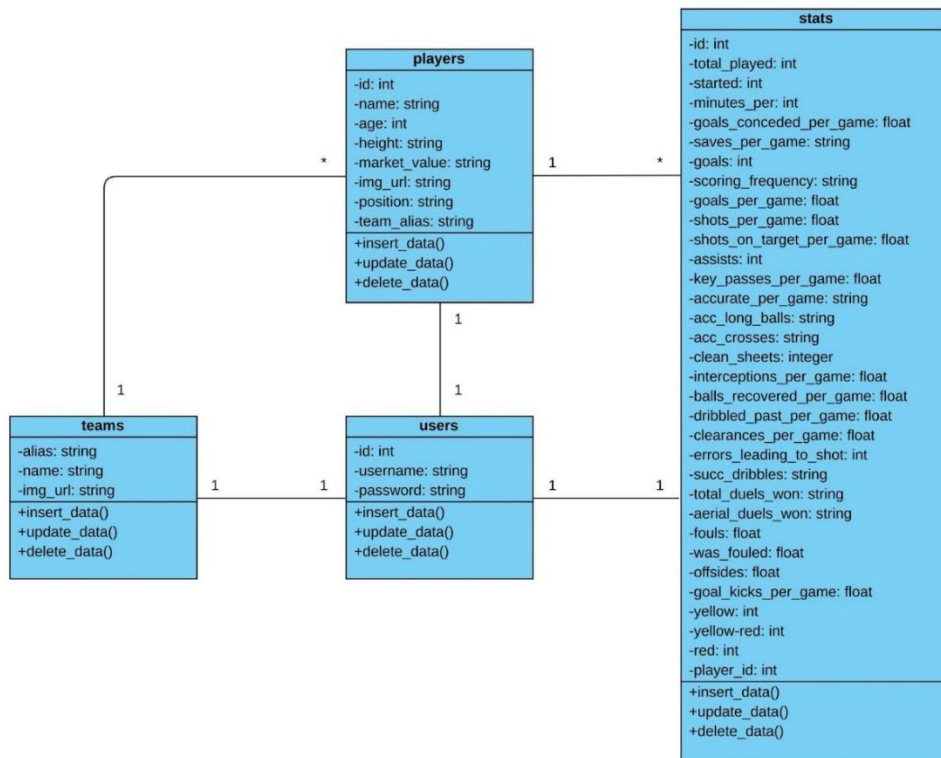 stats
-id: int
-total_played: int
-started: int
-minutes_per: int
-goals_conceded_per_game: float
-saves_per_game: string
-goals: int
-scoring_frequency: string
-goals_per_game: float
-shots_per_game: float
-shots_on_target_per_game: float
-assists: int
-key_passes_per_game: float
-accurate_per_game: string
-acc_long_balls: string
-acc_crosses: string
-clean_sheets: integer
-interceptions_per_game: float
-balls_recovered_per_game: float
-dribbled_past_per_game: float
-clearances_per_game: float
-errors_leading_to_shot: int
-succ_dribbles: string
-total_duels_won: string
-aerial_duels_won: string
-fouls: float
-was_fouled: float
-offsides: float
-goal_kicks_per_game: float
-yellow: int
-yellow-red: int
-red: int
-player_id: int
+insert_data()
+update_data()
+delete_data()
players
-id: int
-name: string
-age: int
-height: string
-market_value: string
-img_url: string
-position: string
-team_alias: string
+insert_data()
+update_data()
+delete_data()
* 1 *
1
1 1
teams
-alias: string
-name: string
-img_url: string
+insert_data()
+update_data()
+delete_data()
users
-id: int
-username: string
-password: string
+insert_data()
+update_data()
+delete_data()
1 1 1 1